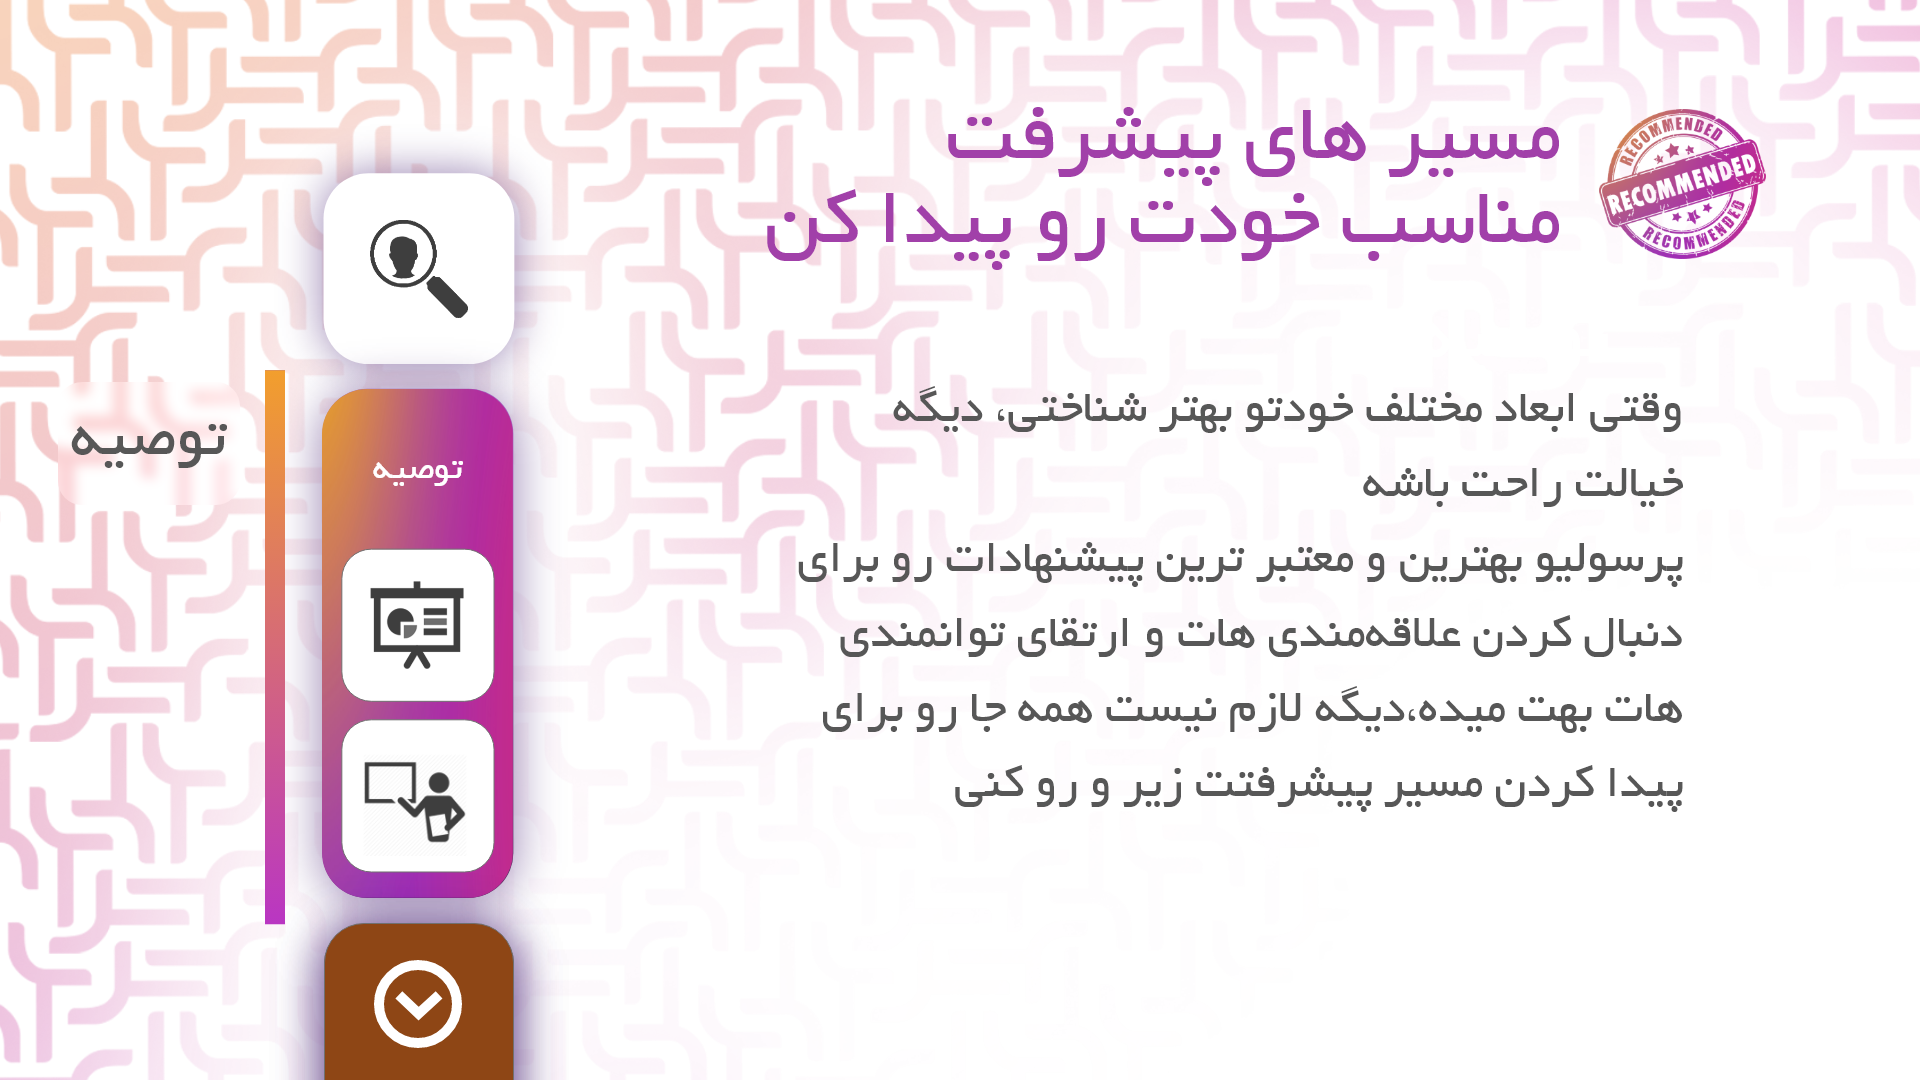 مسیر های پیشرفت
مناسب خودت رو پیدا کن
RECOMMENDED
RECOMMENDED
RECOMMENDED
وقتی ابعاد مختلف خودتو بهتر شناختی، دیگه
خیالت راحت باشه
پرسولیو بهترین و معتبر ترین پیشنهادات رو برای
دنبال کردن علاقه‌مندی هات و ارتقای توانمندی
هات بهت میده،دیگه لازم نیست همه جا رو برای
پیدا کردن مسیر پیشرفتت زیر و رو کنی
توصیه
توصیه